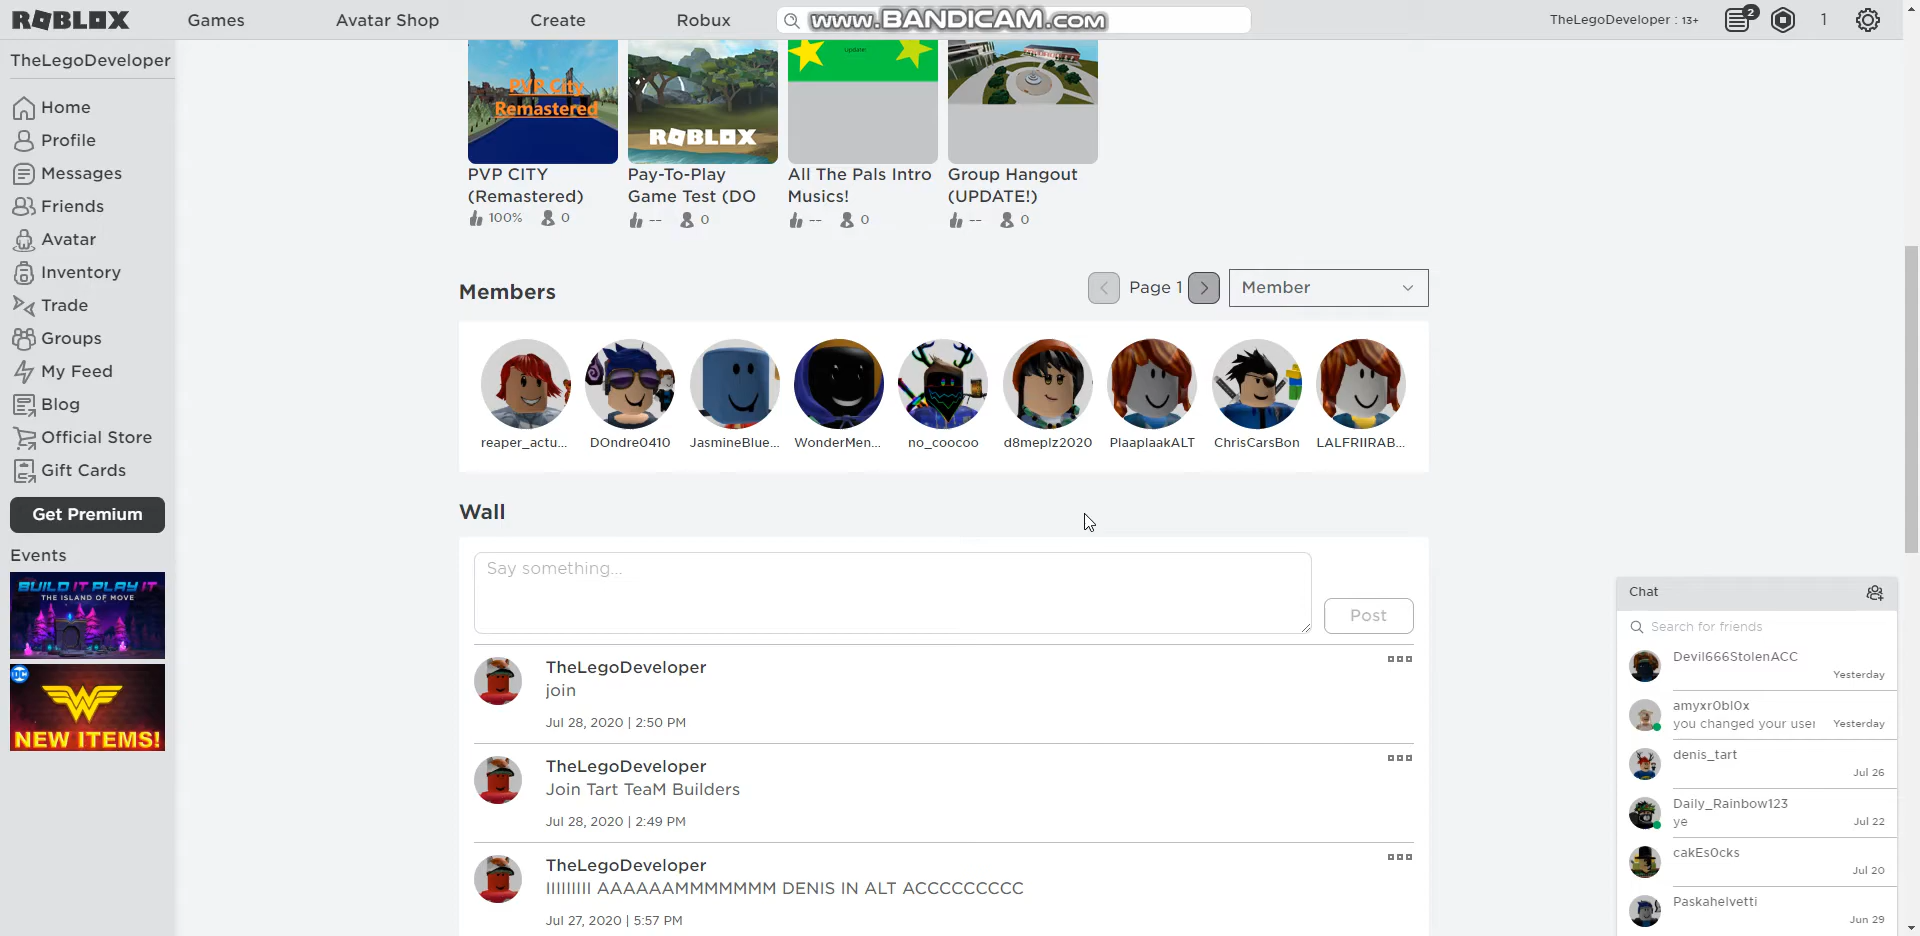 ROBLOX
Games
Avatar Shop
Create
Robux
www.BANDICAM.com
TheLegoDeveloper : 13+
2
1
TheLegoDeveloper
Home
Profile
Messages
Friends
Avatar
Inventory
Trade
Groups
My Feed
Blog
Official Store
Gift Cards
Get Premium
Events
BUILD IT PLAY IT
THE ISLAND OF MOVE
DC
NEW ITEMS!
PVP City
Remastered
ROBLOX
Update
PVP CITY
(Remastered)
100%
0
Pay-To-Play
Game Test (DO
--
0
All The Pals Intro
Musics!
--
0
Group Hangout
(UPDATE!)
--
0
Members
Page 1
Member
reaper_actu...
DOndre0410
JasmineBlue...
WonderMen...
no_coocoo
d8meplz2020
PlaaplaakALT
ChrisCarsBon
LALFRIIRAB...
Wall
Say something...
Post
TheLegoDeveloper
join
Jul 28, 2020 | 2:50 PM
TheLegoDeveloper
Join Tart TeaM Builders
Jul 28, 2020 | 2:49 PM
TheLegoDeveloper
IIIIIIIII AAAAAAMMMMMMM DENIS IN ALT ACCCCCCCCC
Jul 27, 2020 | 5:57 PM
Chat
Search for friends
Devil666StolenACC
Yesterday
amyxr0bl0x
you changed your user
Yesterday
denis_tart
Jul 26
Daily_Rainbow123
ye
Jul 22
cakEs0cks
Jul 20
Paskahelvetti
Jun 29